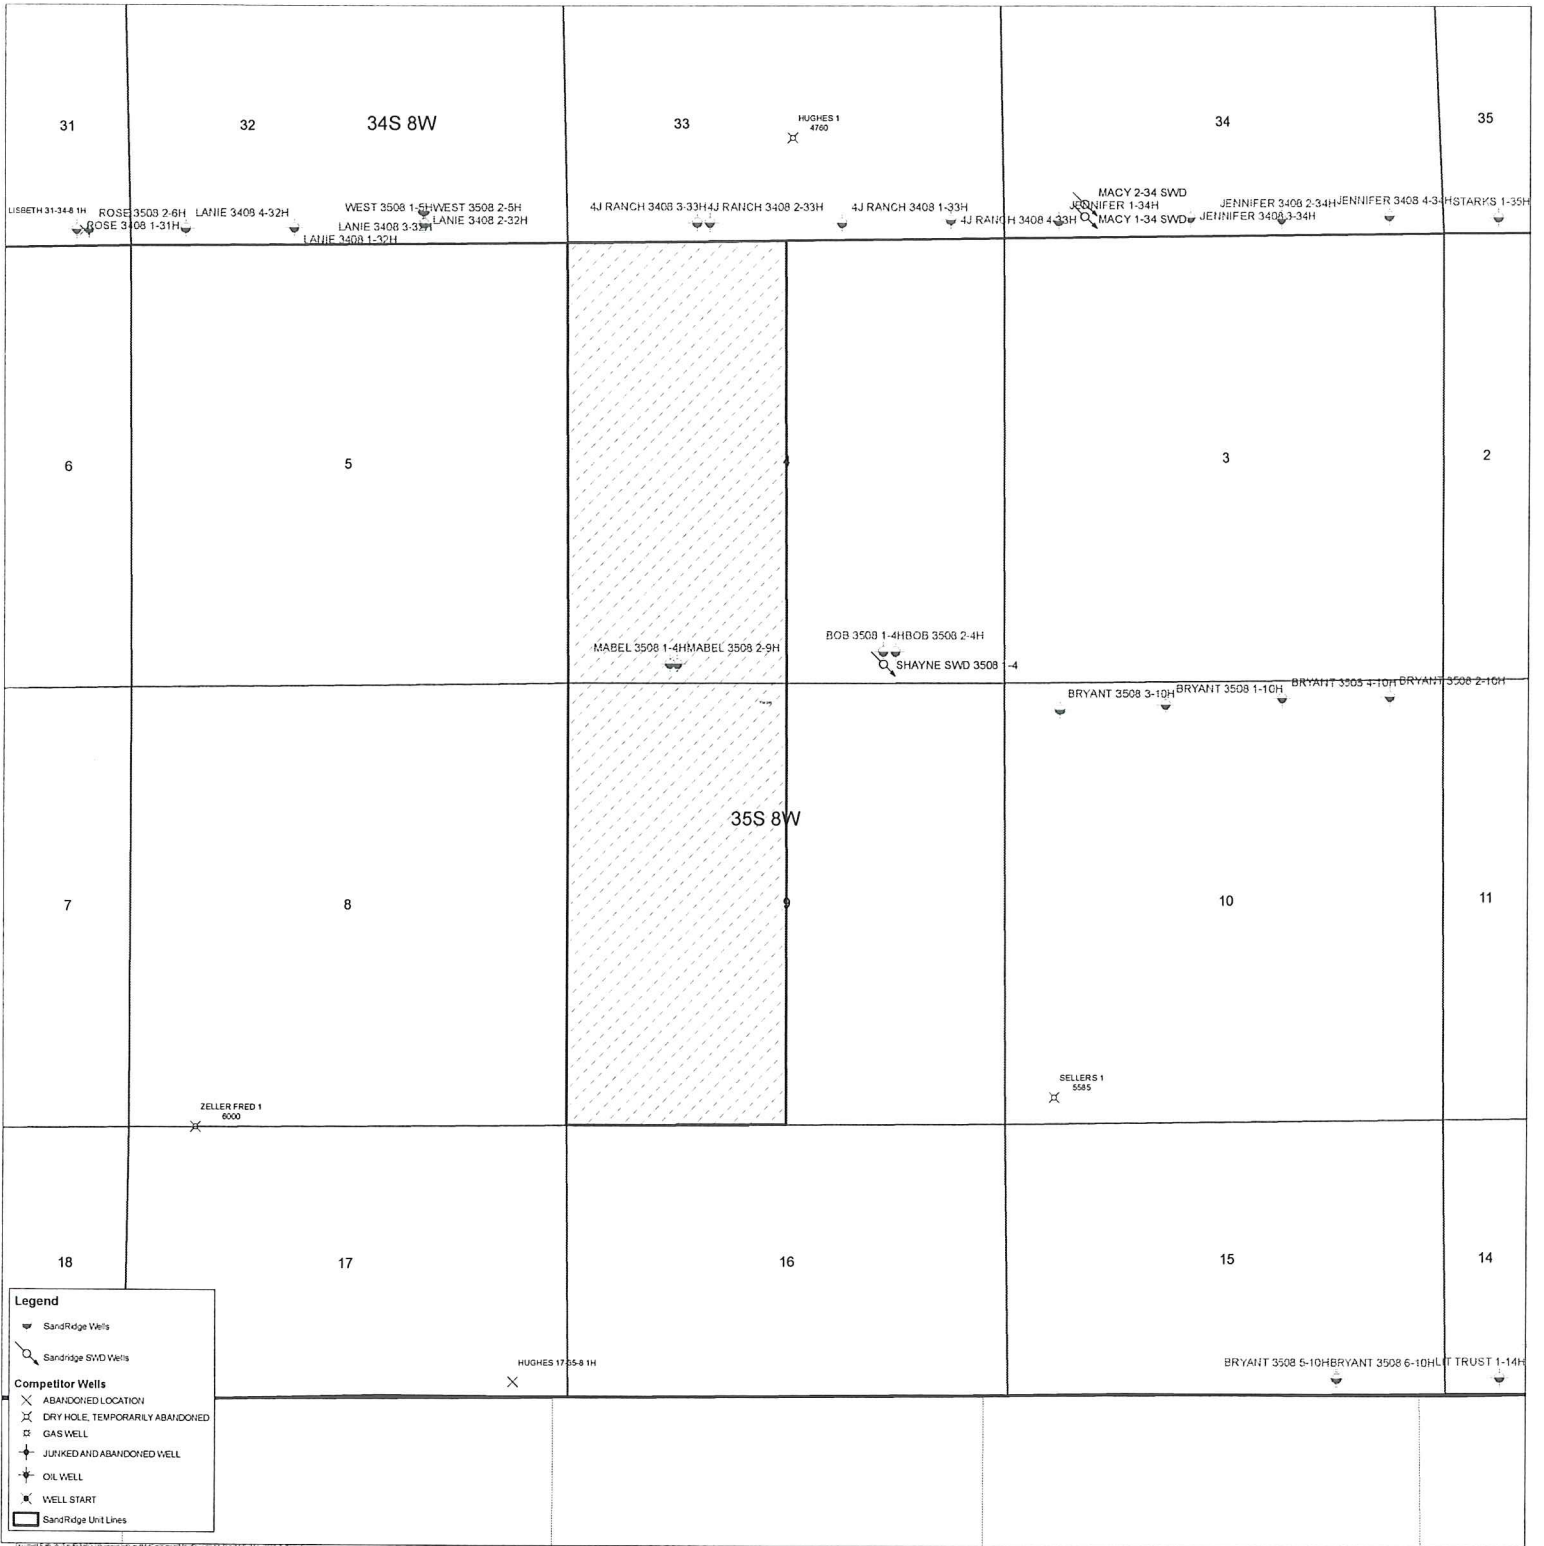 31
32
34S 8W
33
HUGHES 1
4760
34
35
MACY 2-34 SWD
JENNIFER 1-34H
MACY 1-34 SWD
JENNIFER 3408 2-34H
JENNIFER 3408 4-34H
STARKS 1-35H
JENNIFER 3408 3-34H
LISBETH 31-34-8 1H
ROSE 3508 2-6H
LANIE 3408 4-32H
WEST 3508 1-5H
WEST 3508 2-5H
4J RANCH 3408 3-33H
4J RANCH 3408 2-33H
4J RANCH 3408 1-33H
4J RANCH 3408 4-33H
ROSE 3408 1-31H
LANIE 3408 3-32H
LANIE 3408 2-32H
LANIE 3408 1-32H
6
5
4
3
2
MABEL 3508 1-4H
MABEL 3508 2-9H
BOB 3508 1-4H
BOB 3508 2-4H
SHAYNE SWD 3508 1-4
BRYANT 3508 3-10H
BRYANT 3508 1-10H
BRYANT 3508 4-10H
BRYANT 3508 2-10H
35S 8W
7
8
9
10
11
SELLERS 1
5585
ZELLER FRED 1
6000
18
17
16
15
14
HUGHES 17-35-8 1H
BRYANT 3508 5-10H
BRYANT 3508 6-10H
LIT TRUST 1-14H
Legend
SandRidge Wells
Sandridge SWD Wells
Competitor Wells
ABANDONED LOCATION
DRY HOLE, TEMPORARILY ABANDONED
GAS WELL
JUNKED AND ABANDONED WELL
OIL WELL
WELL START
SandRidge Unit Lines